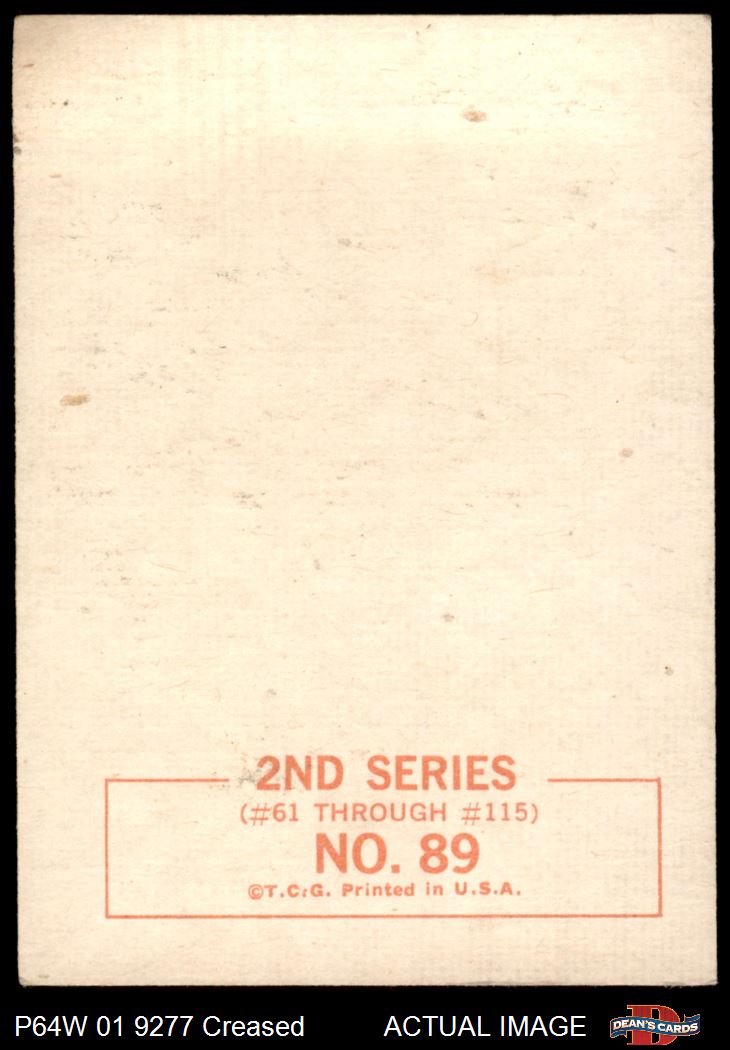 2ND SERIES
(#61 THROUGH #115)
NO. 89
©T.C.G. Printed in U.S.A.
P64W 01 9277 Creased
ACTUAL IMAGE
DEAN'S CARDS